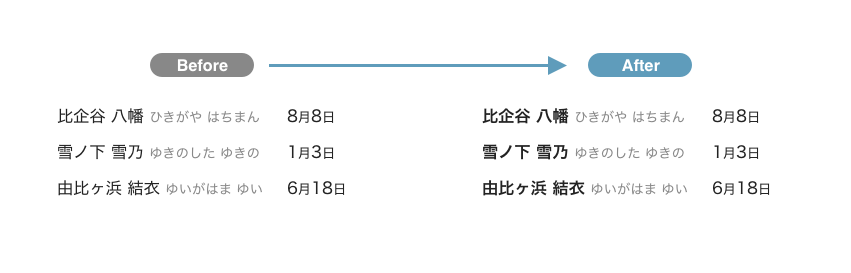 Before After
比企谷 八幡 ひきがや はちまん 8月8日 比企谷 八幡 ひきがや はちまん 8月8日
雪ノ下 雪乃 ゆきのした ゆきの 1月3日 雪ノ下 雪乃 ゆきのした ゆきの 1月3日
由比ヶ浜 結衣 ゆいがはま ゆい 6月18日 由比ヶ浜 結衣 ゆいがはま ゆい 6月18日